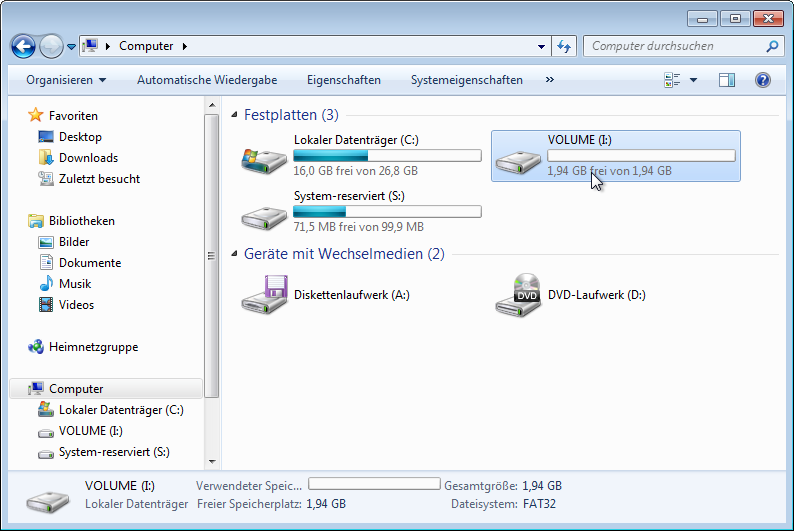 Computer
Computer durchsuchen
Organisieren
Automatische Wiedergabe
Eigenschaften
Systemeigenschaften
»
Favoriten
Desktop
Downloads
Zuletzt besucht
Bibliotheken
Bilder
Dokumente
Musik
Videos
Heimnetzgruppe
Computer
Lokaler Datenträger (C:)
VOLUME (I:)
System-reserviert (S:)
Festplatten (3)
Lokaler Datenträger (C:)
16,0 GB frei von 26,8 GB
VOLUME (I:)
1,94 GB frei von 1,94 GB
System-reserviert (S:)
71,5 MB frei von 99,9 MB
Geräte mit Wechselmedien (2)
Diskettenlaufwerk (A:)
DVD
DVD-Laufwerk (D:)
VOLUME (I:)
Verwendeter Speic...
Gesamtgröße: 1,94 GB
Lokaler Datenträger
Freier Speicherplatz: 1,94 GB
Dateisystem: FAT32